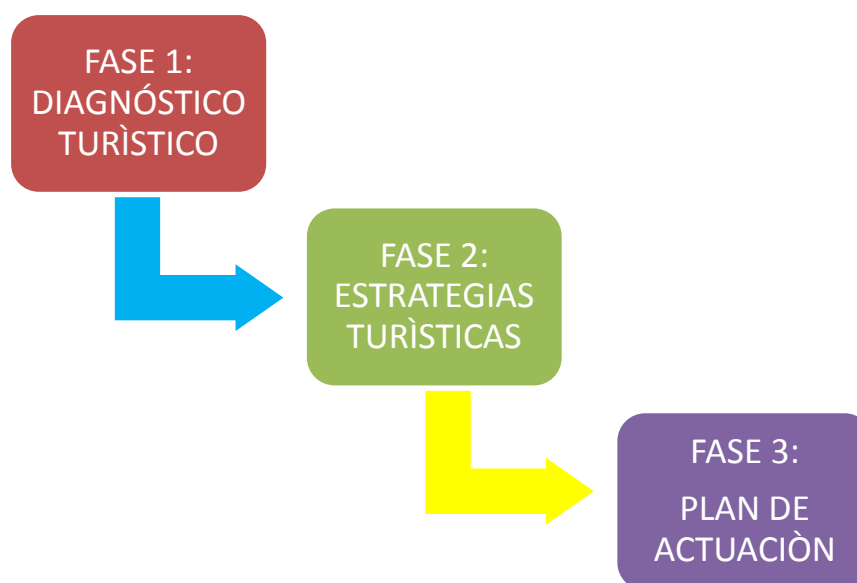 FASE 1:
DIAGNÓSTICO
TURÌSTICO
FASE 2:
ESTRATEGIAS
TURÌSTICAS
FASE 3:
PLAN DE
ACTUACIÒN